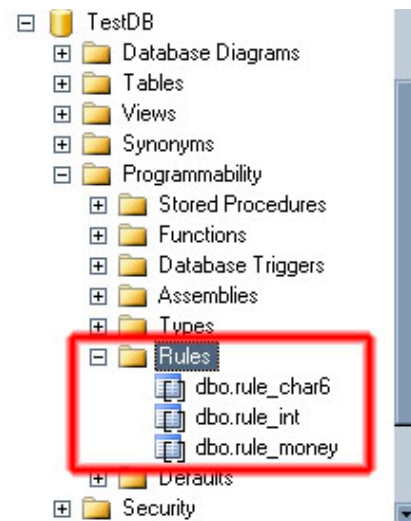 TestDB
Database Diagrams
Tables
Views
Synonyms
Programmability
Stored Procedures
Functions
Database Triggers
Assemblies
Types
Rules
dbo.rule_char6
dbo.rule_int
dbo.rule_money
Defaults
Security